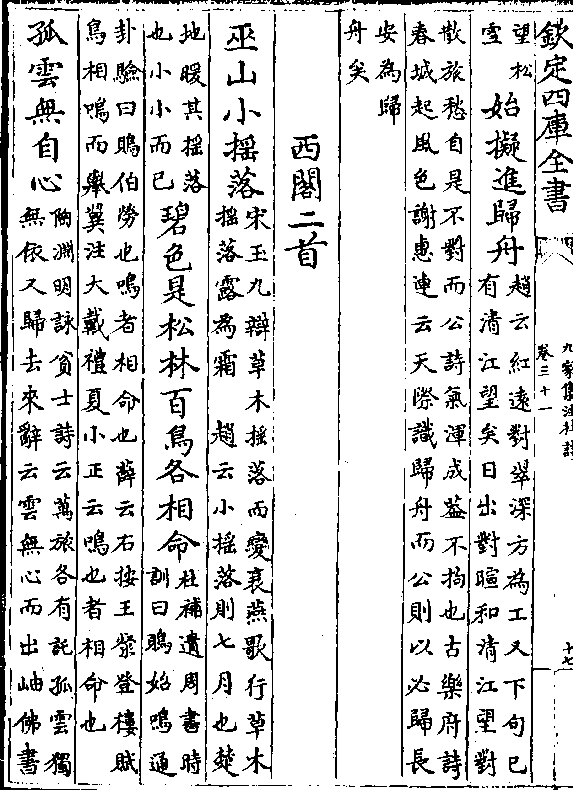 欽定四庫全書
九家集注杜詩
卷三十一
十七
望松
雪
始擬進歸舟
趙云紅遠對翠深方為工又下句已
有清江望矣日出對暄和清江望對
散旅愁自是不對而公詩氣渾成葢不拘也古樂府詩
春城起風色謝惠連云天際識歸舟而公則以必歸長
安為歸
舟矣
西閣二首
巫山小揺落
宋玉九辯草木揺落而變衰燕歌行草木
揺落露為霜 趙云小揺落則七月也楚
地暖其揺落
也小小而已
碧色是松林百鳥各相命
杜補遺周書時
訓曰鵙始鳴通
卦驗曰鵙伯勞也鳴者相命也薛云右按王粲登樓賦
鳥相鳴而舉翼注大戴禮夏小正云鳴也者相命也
孤雲無自心
陶淵明詠貧士詩云萬旅各有託孤雲獨
無依又歸去來辭云雲無心而出岫佛書